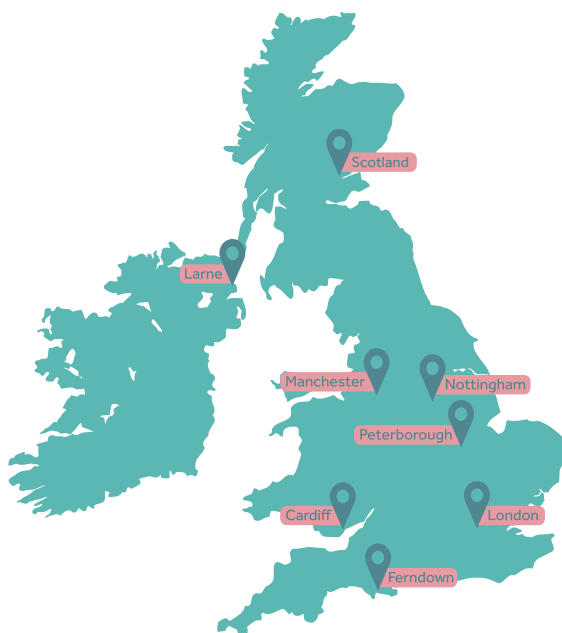 Scotland
Larne
Manchester
Nottingham
Peterborough
Cardiff
London
Ferndown